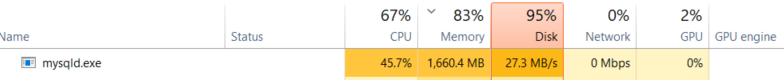 67% 83% 95% 0% 2%
Name Status CPU Memory Disk Network GPU GPU engine
mysqld.exe 45.7% 1,660.4 MB 27.3 MB/s 0 Mbps 0%